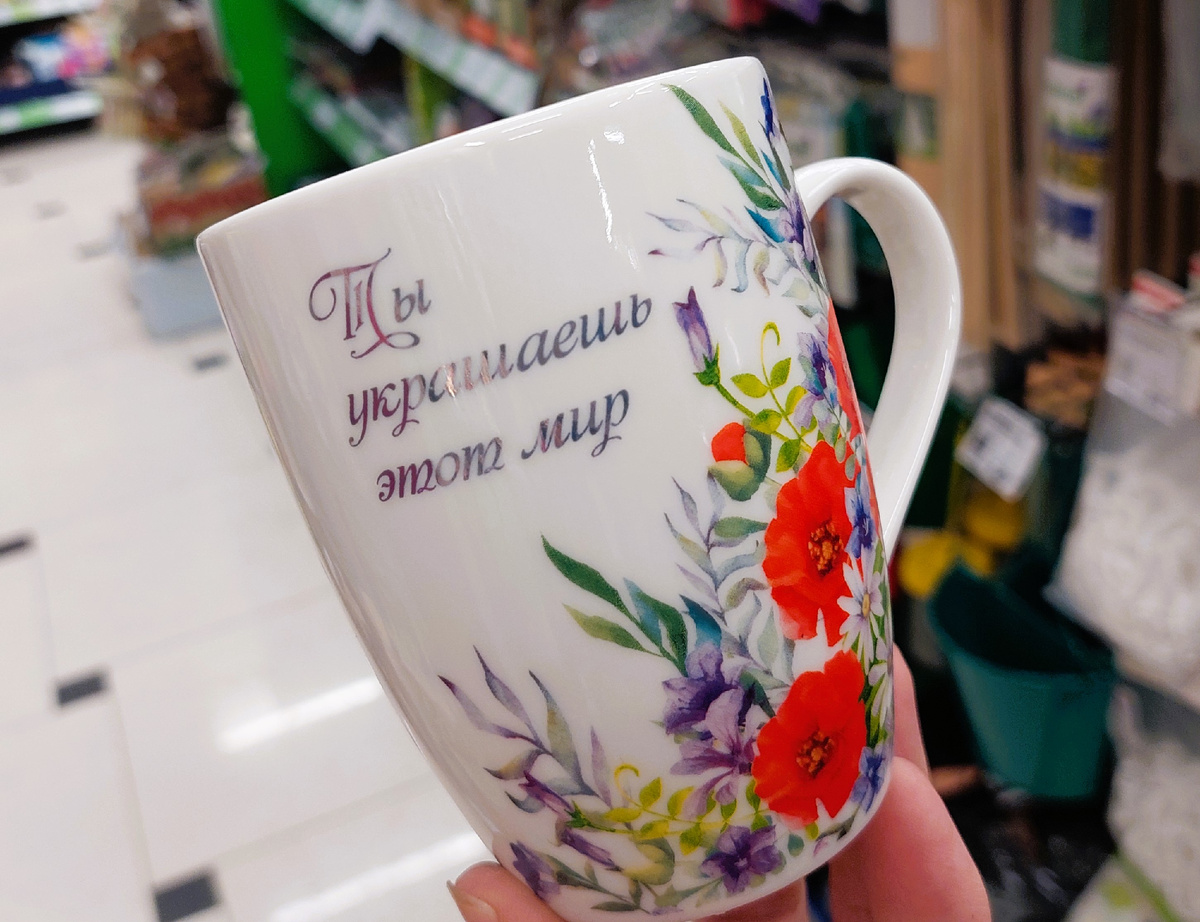 Ты
украшаешь
этот мир